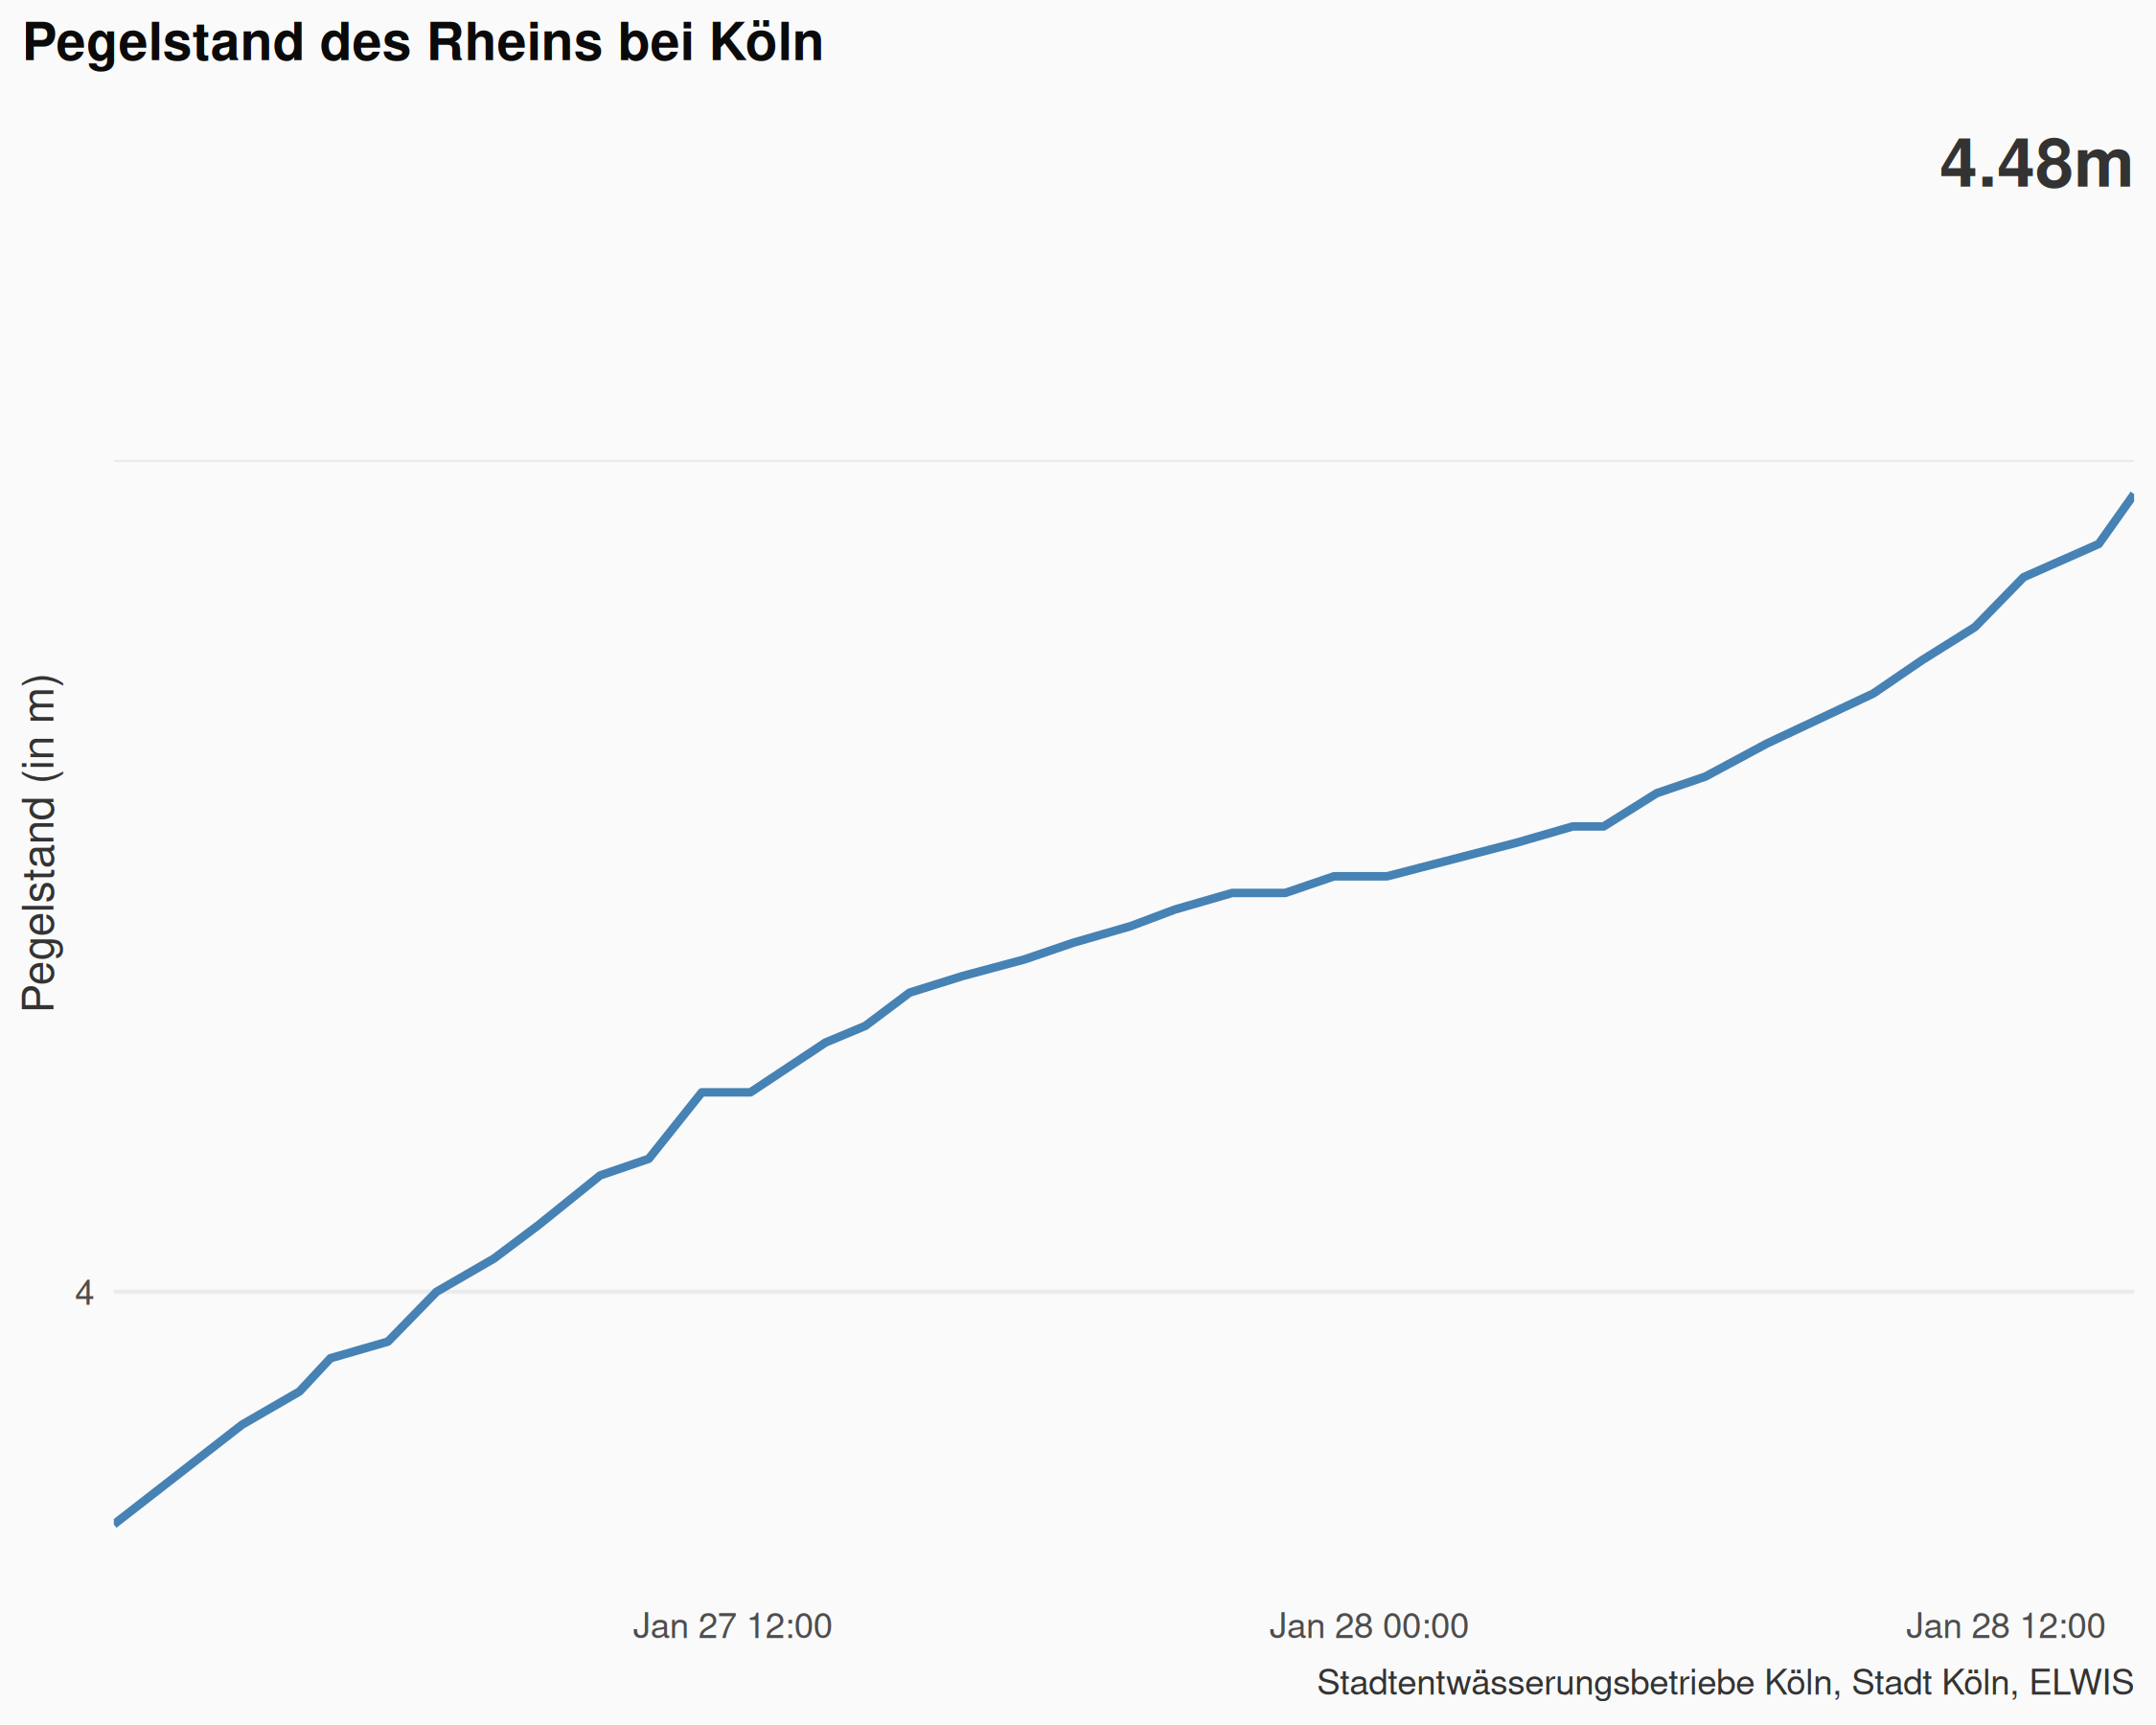 Pegelstand des Rheins bei Köln
4.48m
Pegelstand (in m)
4
Jan 27 12:00
Jan 28 00:00
Jan 28 12:00
Stadtentwässerungsbetriebe Köln, Stadt Köln, ELWIS